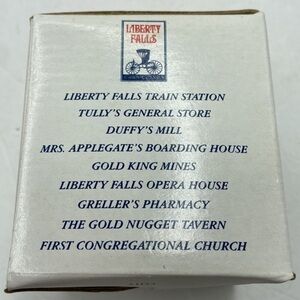 LIBERTY
FALLS
LIBERTY FALLS TRAIN STATION
TULLY'S GENERAL STORE
DUFFY'S MILL
MRS. APPLEGATE'S BOARDING HOUSE
GOLD KING MINES
LIBERTY FALLS OPERA HOUSE
GRELLER'S PHARMACY
THE GOLD NUGGET TAVERN
FIRST CONGREGATIONAL CHURCH